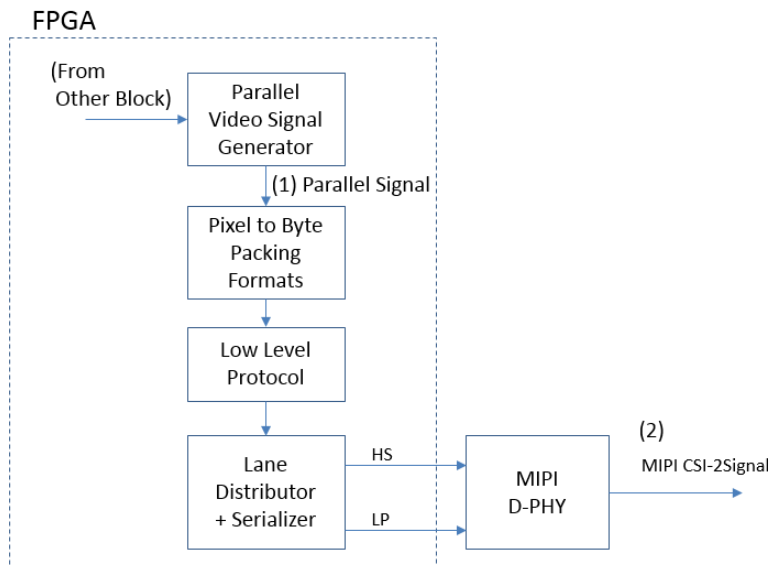 FPGA
(From
Other Block)
Parallel
Video Signal
Generator
(1) Parallel Signal
Pixel to Byte
Packing
Formats
Low Level
Protocol
Lane
Distributor
+ Serializer
HS
LP
MIPI
D-PHY
(2)
MIPI CSI-2Signal